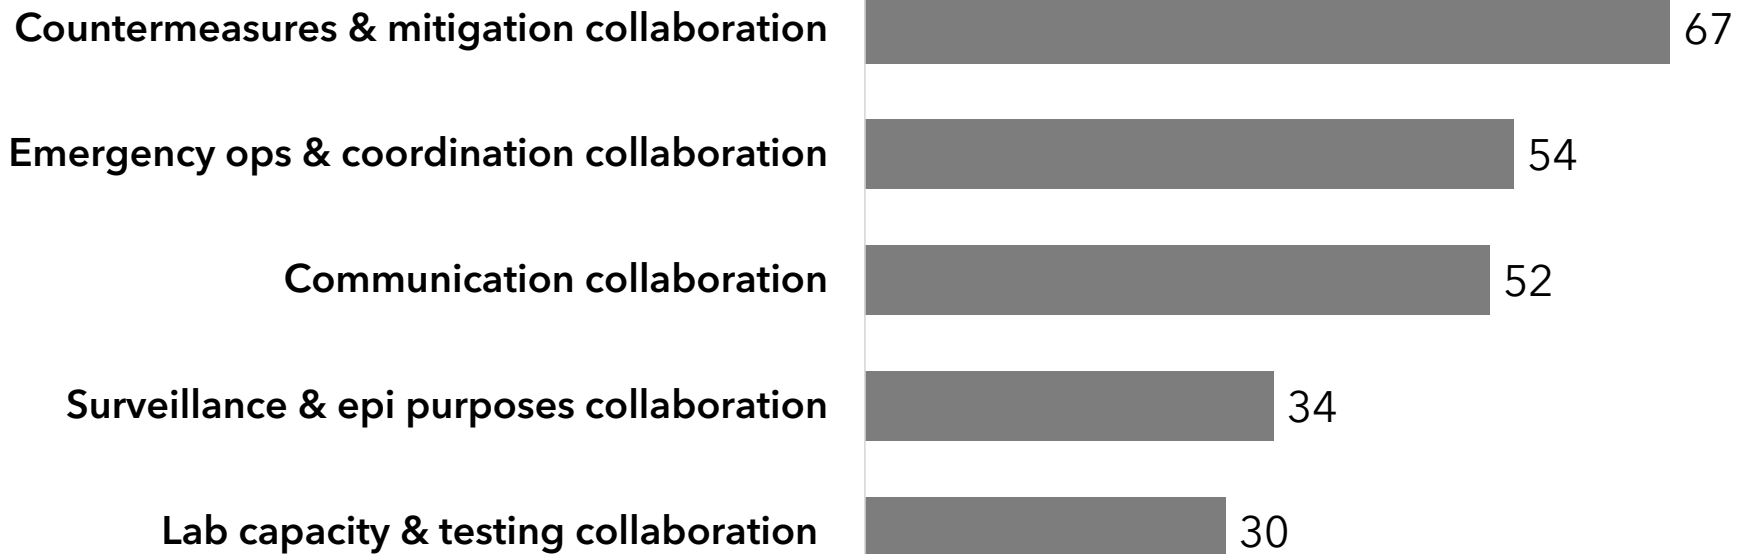 Countermeasures & mitigation collaboration 67
Emergency ops & coordination collaboration 54
Communication collaboration 52
Surveillance & epi purposes collaboration 34
Lab capacity & testing collaboration 30